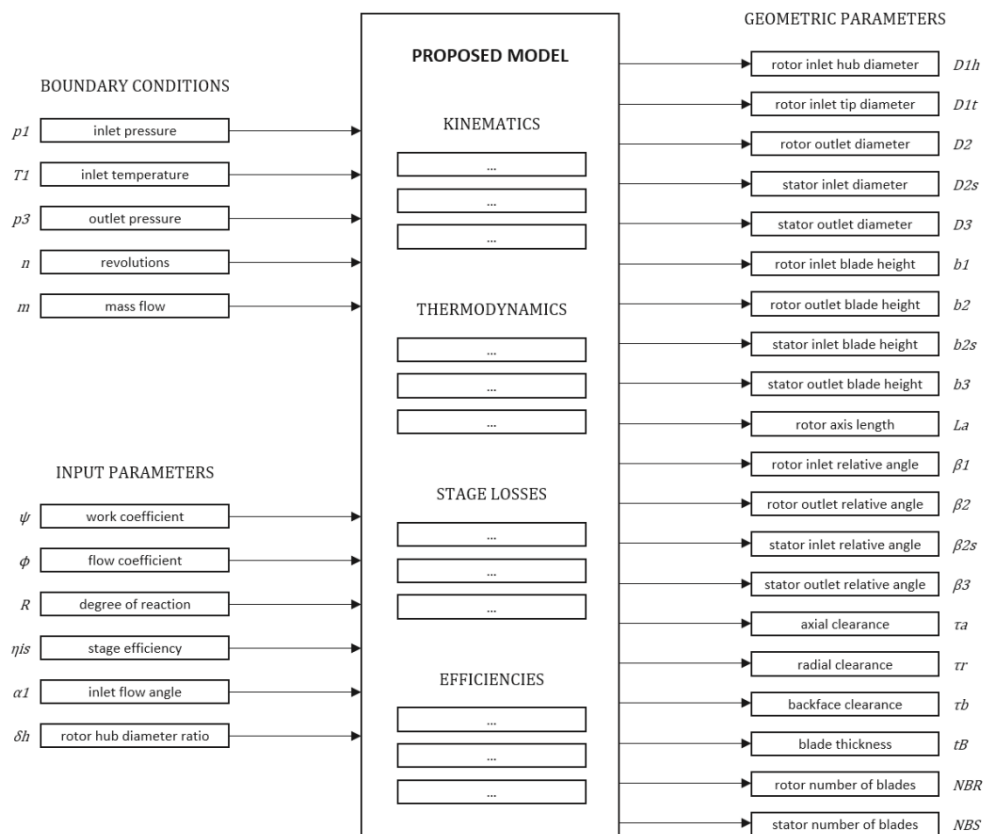 BOUNDARY CONDITIONS
p1 inlet pressure
T1 inlet temperature
p3 outlet pressure
n revolutions
m mass flow
INPUT PARAMETERS
ψ work coefficient
ϕ flow coefficient
R degree of reaction
ηis stage efficiency
α1 inlet flow angle
δh rotor hub diameter ratio
PROPOSED MODEL
KINEMATICS
...
...
...
THERMODYNAMICS
...
...
...
STAGE LOSSES
...
...
...
EFFICIENCIES
...
...
...
GEOMETRIC PARAMETERS
rotor inlet hub diameter D1h
rotor inlet tip diameter D1t
rotor outlet diameter D2
stator inlet diameter D2s
stator outlet diameter D3
rotor inlet blade height b1
rotor outlet blade height b2
stator inlet blade height b2s
stator outlet blade height b3
rotor axis length La
rotor inlet relative angle β1
rotor outlet relative angle β2
stator inlet relative angle β2s
stator outlet relative angle β3
axial clearance τa
radial clearance τr
backface clearance τb
blade thickness tB
rotor number of blades NBR
stator number of blades NBS